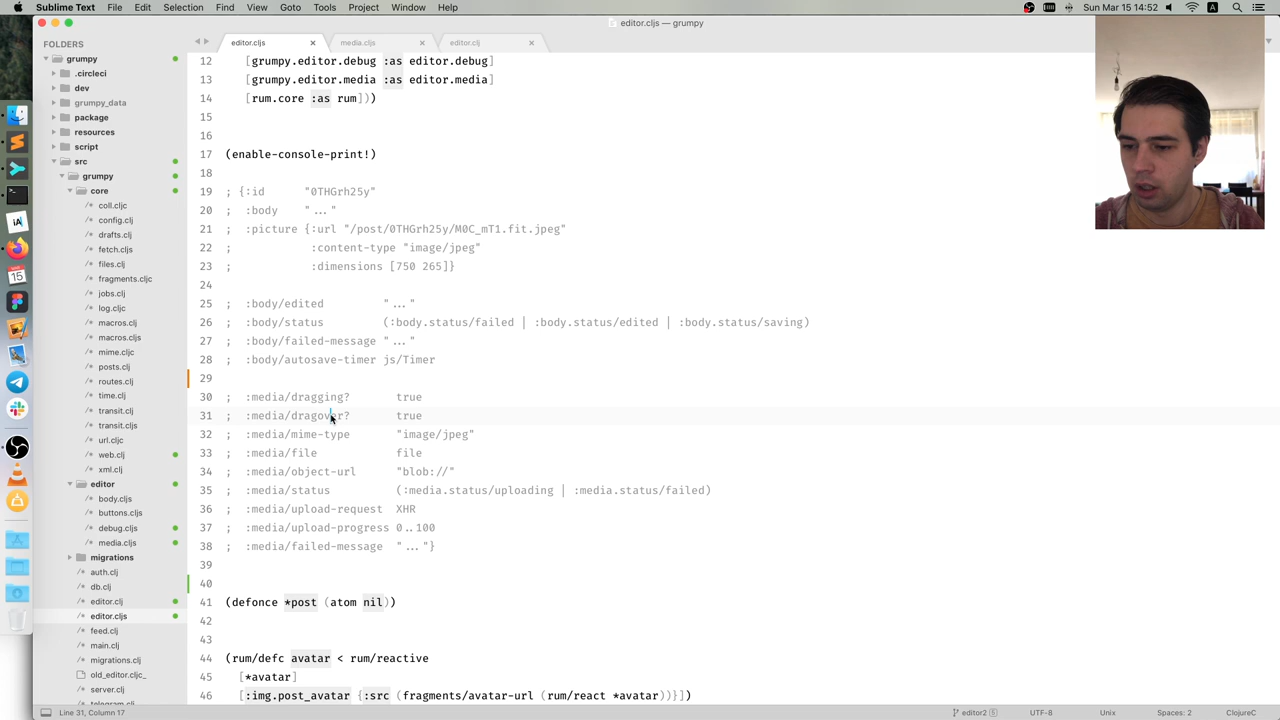 Sublime Text File Edit Selection Find View Goto Tools Project Window Help Sun Mar 15 14:52
editor.cljs — grumpy
FOLDERS
grumpy
.circleci
dev
grumpy_data
package
resources
script
src
grumpy
core
coll.cljc
config.clj
drafts.clj
fetch.cljs
files.clj
fragments.cljc
jobs.clj
log.cljc
macros.clj
macros.cljs
mime.cljc
posts.clj
routes.clj
time.clj
transit.clj
transit.cljs
url.cljc
web.clj
xml.clj
editor
body.cljs
buttons.cljs
debug.cljs
media.cljs
migrations
auth.clj
db.clj
editor.clj
editor.cljs
feed.clj
main.clj
migrations.clj
old_editor.cljc_
server.clj
telegram.clj
editor.cljs media.cljs editor.clj
12 [grumpy.editor.debug :as editor.debug]
13 [grumpy.editor.media :as editor.media]
14 [rum.core :as rum]))
15
16
17 (enable-console-print!)
18
19 ; {:id "0THGrh25y"
20 ; :body "..."
21 ; :picture {:url "/post/0THGrh25y/M0C_mT1.fit.jpeg"
22 ; :content-type "image/jpeg"
23 ; :dimensions [750 265]}
24
25 ; :body/edited "..."
26 ; :body/status (:body.status/failed | :body.status/edited | :body.status/saving)
27 ; :body/failed-message "..."
28 ; :body/autosave-timer js/Timer
29
30 ; :media/dragging? true
31 ; :media/dragover? true
32 ; :media/mime-type "image/jpeg"
33 ; :media/file file
34 ; :media/object-url "blob://"
35 ; :media/status (:media.status/uploading | :media.status/failed)
36 ; :media/upload-request XHR
37 ; :media/upload-progress 0..100
38 ; :media/failed-message "..."}
39
40
41 (defonce *post (atom nil))
42
43
44 (rum/defc avatar < rum/reactive
45 [*avatar]
46 [:img.post_avatar {:src (fragments/avatar-url (rum/react *avatar))}])
Line 31, Column 17 editor2 5 UTF-8 Unix Spaces: 2 ClojureC